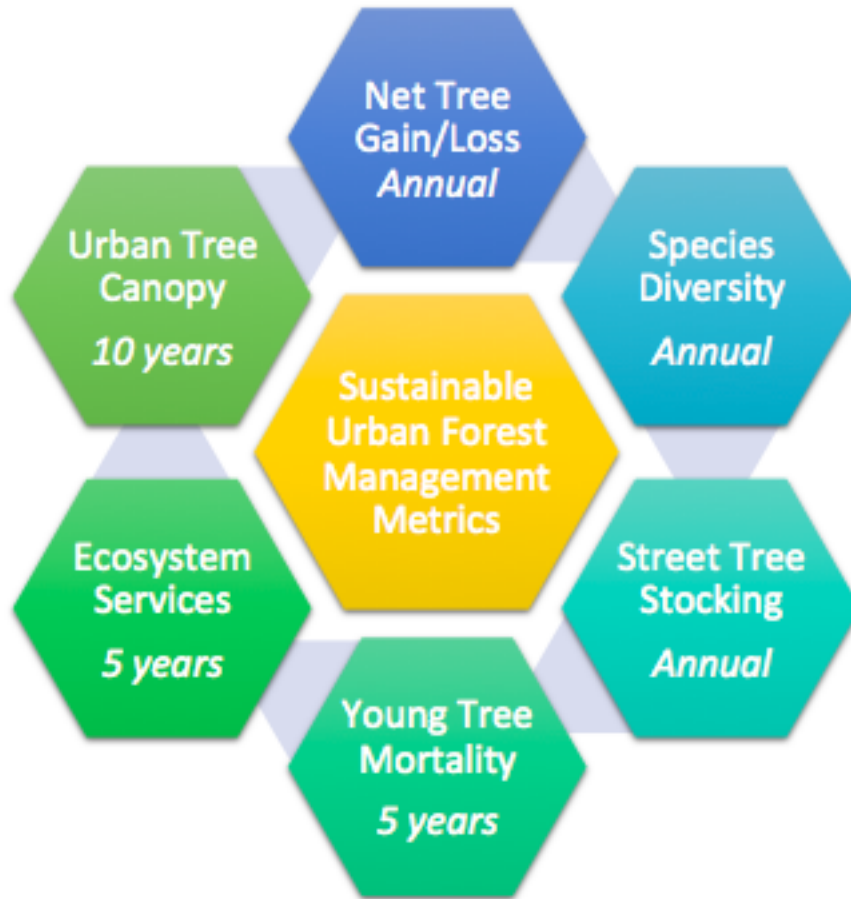 Net Tree
Gain/Loss
Annual
Species
Diversity
Annual
Street Tree
Stocking
Annual
Young Tree
Mortality
5 years
Ecosystem
Services
5 years
Urban Tree
Canopy
10 years
Sustainable
Urban Forest
Management
Metrics